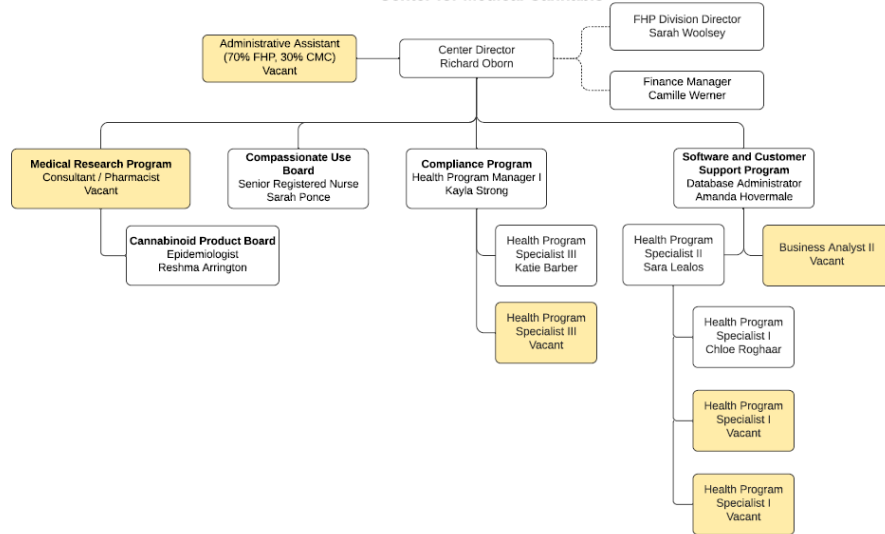 FHP Division Director
Sarah Woolsey
Administrative Assistant
(70% FHP, 30% CMC)
Vacant
Center Director
Richard Oborn
Finance Manager
Camille Werner
Medical Research Program
Consultant / Pharmacist
Vacant
Compassionate Use
Board
Senior Registered Nurse
Sarah Ponce
Compliance Program
Health Program Manager I
Kayla Strong
Software and Customer
Support Program
Database Administrator
Amanda Hovermale
Cannabinoid Product Board
Epidemiologist
Reshma Arrington
Health Program
Specialist III
Katie Barber
Health Program
Specialist II
Sara Lealos
Business Analyst II
Vacant
Health Program
Specialist III
Vacant
Health Program
Specialist I
Chloe Roghaar
Health Program
Specialist I
Vacant
Health Program
Specialist I
Vacant